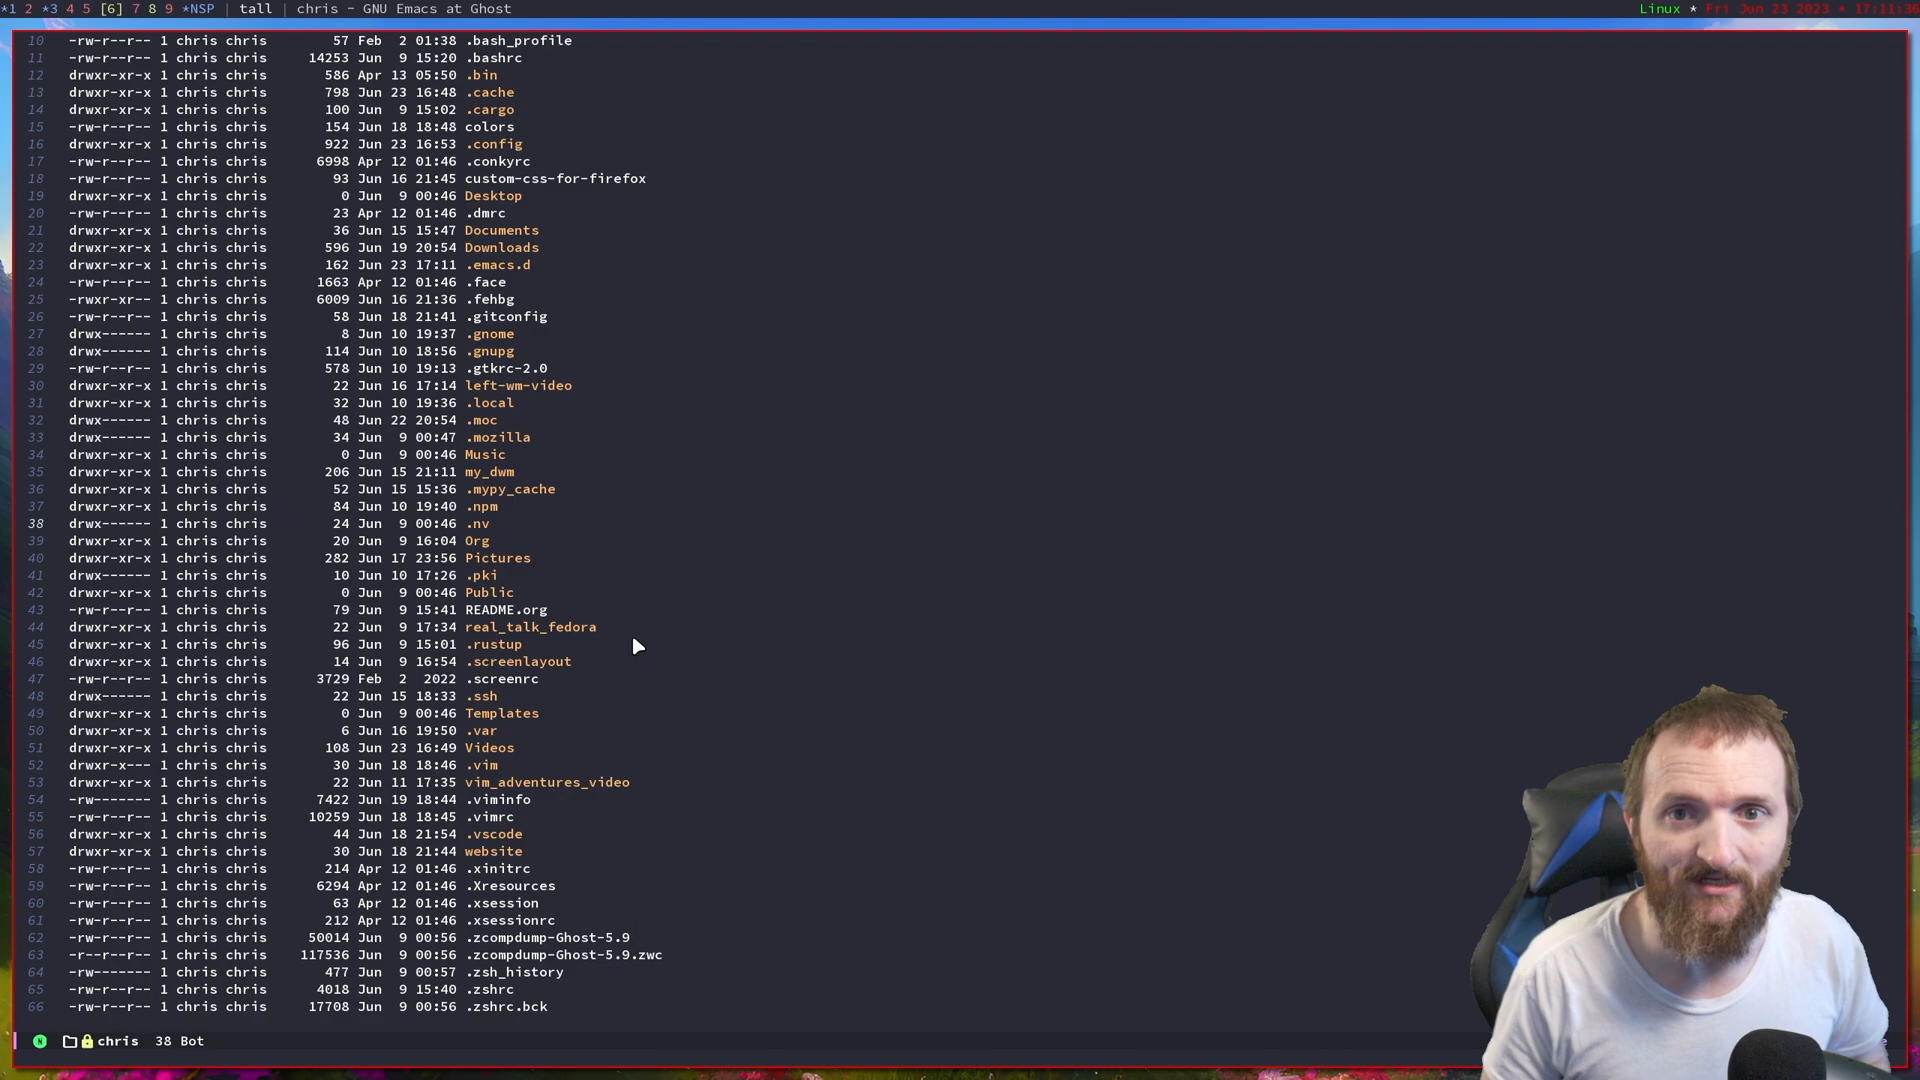 *1 2 *3 4 5 [6] 7 8 9 *NSP | tall | chris - GNU Emacs at Ghost Linux * Fri Jun 23 2023 * 17:11:36
10 -rw-r--r-- 1 chris chris 57 Feb 2 01:38 .bash_profile
11 -rw-r--r-- 1 chris chris 14253 Jun 9 15:20 .bashrc
12 drwxr-xr-x 1 chris chris 586 Apr 13 05:50 .bin
13 drwxr-xr-x 1 chris chris 798 Jun 23 16:48 .cache
14 drwxr-xr-x 1 chris chris 100 Jun 9 15:02 .cargo
15 -rw-r--r-- 1 chris chris 154 Jun 18 18:48 colors
16 drwxr-xr-x 1 chris chris 922 Jun 23 16:53 .config
17 -rw-r--r-- 1 chris chris 6998 Apr 12 01:46 .conkyrc
18 -rw-r--r-- 1 chris chris 93 Jun 16 21:45 custom-css-for-firefox
19 drwxr-xr-x 1 chris chris 0 Jun 9 00:46 Desktop
20 -rw-r--r-- 1 chris chris 23 Apr 12 01:46 .dmrc
21 drwxr-xr-x 1 chris chris 36 Jun 15 15:47 Documents
22 drwxr-xr-x 1 chris chris 596 Jun 19 20:54 Downloads
23 drwxr-xr-x 1 chris chris 162 Jun 23 17:11 .emacs.d
24 -rw-r--r-- 1 chris chris 1663 Apr 12 01:46 .face
25 -rwxr-xr-- 1 chris chris 6009 Jun 16 21:36 .fehbg
26 -rw-r--r-- 1 chris chris 58 Jun 18 21:41 .gitconfig
27 drwx------ 1 chris chris 8 Jun 10 19:37 .gnome
28 drwx------ 1 chris chris 114 Jun 10 18:56 .gnupg
29 -rw-r--r-- 1 chris chris 578 Jun 10 19:13 .gtkrc-2.0
30 drwxr-xr-x 1 chris chris 22 Jun 16 17:14 left-wm-video
31 drwxr-xr-x 1 chris chris 32 Jun 10 19:36 .local
32 drwx------ 1 chris chris 48 Jun 22 20:54 .moc
33 drwx------ 1 chris chris 34 Jun 9 00:47 .mozilla
34 drwxr-xr-x 1 chris chris 0 Jun 9 00:46 Music
35 drwxr-xr-x 1 chris chris 206 Jun 15 21:11 my_dwm
36 drwxr-xr-x 1 chris chris 52 Jun 15 15:36 .mypy_cache
37 drwxr-xr-x 1 chris chris 84 Jun 10 19:40 .npm
38 drwx------ 1 chris chris 24 Jun 9 00:46 .nv
39 drwxr-xr-x 1 chris chris 20 Jun 9 16:04 Org
40 drwxr-xr-x 1 chris chris 282 Jun 17 23:56 Pictures
41 drwx------ 1 chris chris 10 Jun 10 17:26 .pki
42 drwxr-xr-x 1 chris chris 0 Jun 9 00:46 Public
43 -rw-r--r-- 1 chris chris 79 Jun 9 15:41 README.org
44 drwxr-xr-x 1 chris chris 22 Jun 9 17:34 real_talk_fedora
45 drwxr-xr-x 1 chris chris 96 Jun 9 15:01 .rustup
46 drwxr-xr-x 1 chris chris 14 Jun 9 16:54 .screenlayout
47 -rw-r--r-- 1 chris chris 3729 Feb 2 2022 .screenrc
48 drwx------ 1 chris chris 22 Jun 15 18:33 .ssh
49 drwxr-xr-x 1 chris chris 0 Jun 9 00:46 Templates
50 drwxr-xr-x 1 chris chris 6 Jun 16 19:50 .var
51 drwxr-xr-x 1 chris chris 108 Jun 23 16:49 Videos
52 drwxr-x--- 1 chris chris 30 Jun 18 18:46 .vim
53 drwxr-xr-x 1 chris chris 22 Jun 11 17:35 vim_adventures_video
54 -rw------- 1 chris chris 7422 Jun 19 18:44 .viminfo
55 -rw-r--r-- 1 chris chris 10259 Jun 18 18:45 .vimrc
56 drwxr-xr-x 1 chris chris 44 Jun 18 21:54 .vscode
57 drwxr-xr-x 1 chris chris 30 Jun 18 21:44 website
58 -rw-r--r-- 1 chris chris 214 Apr 12 01:46 .xinitrc
59 -rw-r--r-- 1 chris chris 6294 Apr 12 01:46 .Xresources
60 -rw-r--r-- 1 chris chris 63 Apr 12 01:46 .xsession
61 -rw-r--r-- 1 chris chris 212 Apr 12 01:46 .xsessionrc
62 -rw-r--r-- 1 chris chris 50014 Jun 9 00:56 .zcompdump-Ghost-5.9
63 -r--r--r-- 1 chris chris 117536 Jun 9 00:56 .zcompdump-Ghost-5.9.zwc
64 -rw------- 1 chris chris 477 Jun 9 00:57 .zsh_history
65 -rw-r--r-- 1 chris chris 4018 Jun 9 15:40 .zshrc
66 -rw-r--r-- 1 chris chris 17708 Jun 9 00:56 .zshrc.bck
N chris 38 Bot